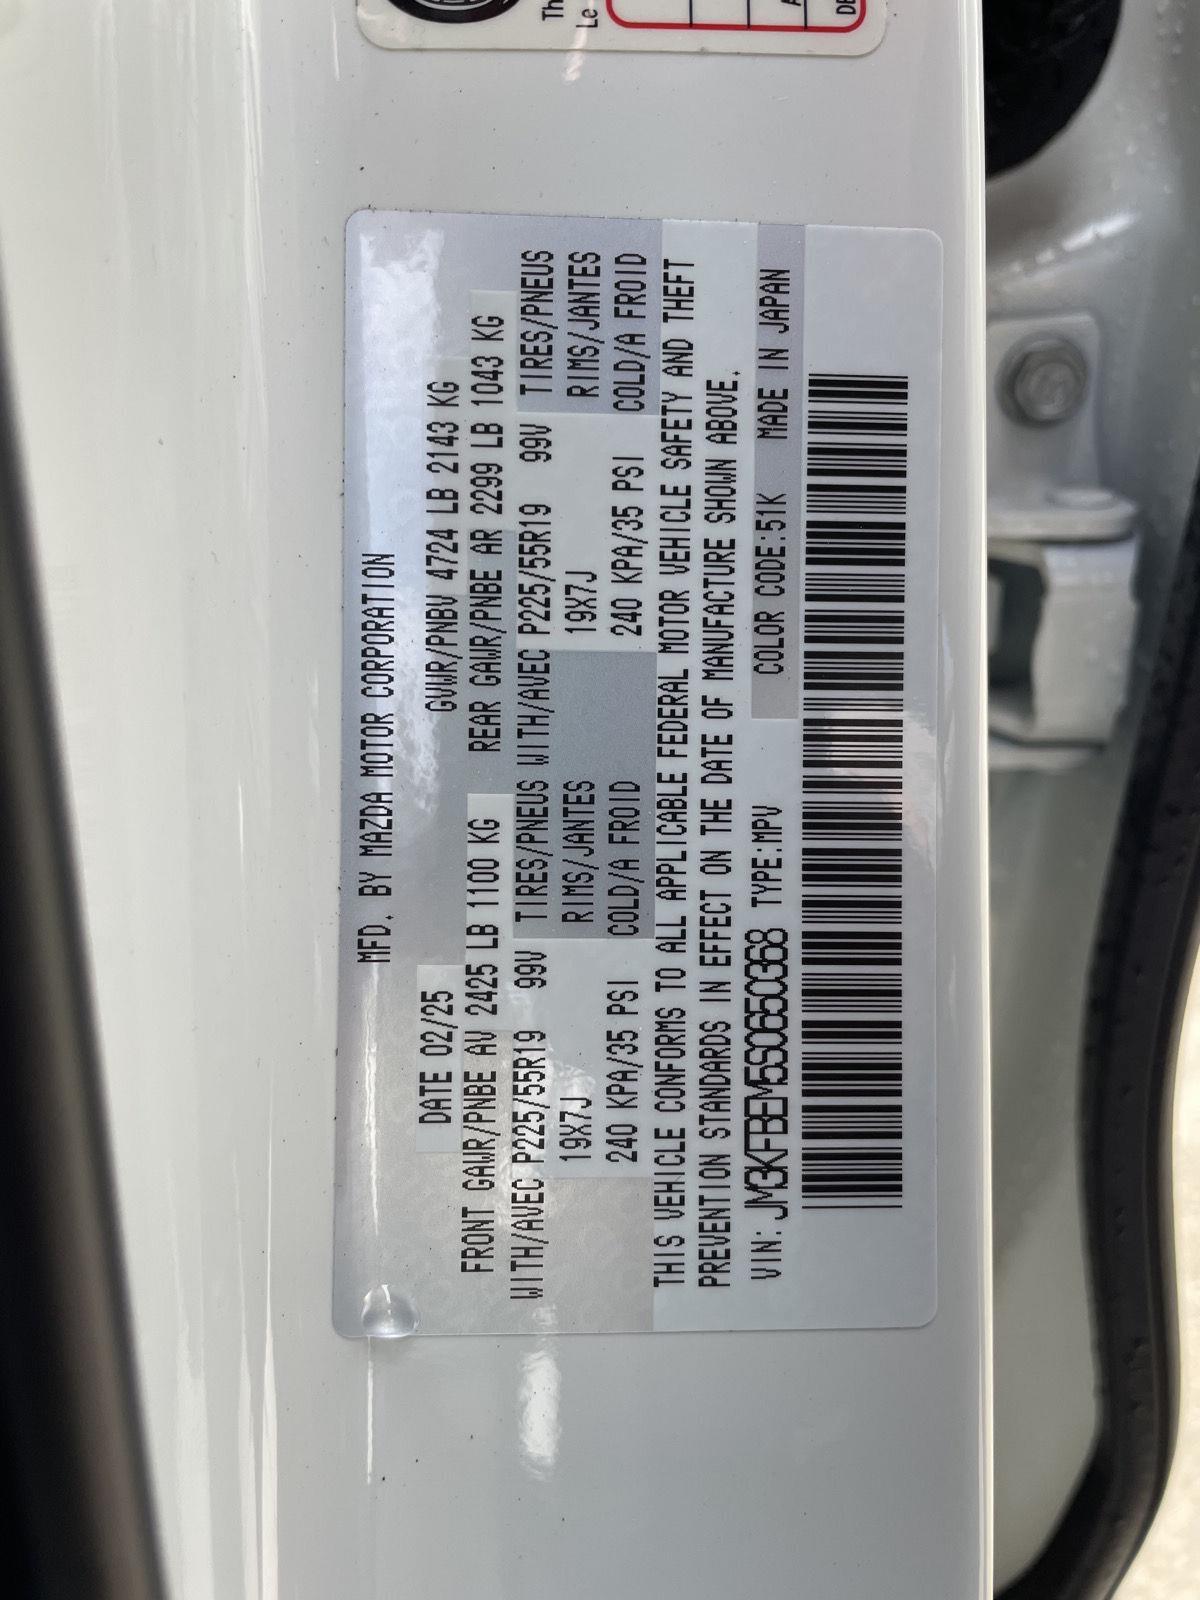 MFD. BY MAZDA MOTOR CORPORATION
DATE 02/25 GVWR/PNBV 4724 LB 2143 KG
FRONT GAWR/PNBE AV 2425 LB 1100 KG REAR GAWR/PNBE AR 2299 LB 1043 KG
WITH/AVEC P225/55R19 99V TIRES/PNEUS WITH/AVEC P225/55R19 99V TIRES/PNEUS
19X7J RIMS/JANTES 19X7J RIMS/JANTES
240 KPA/35 PSI COLD/A FROID 240 KPA/35 PSI COLD/A FROID
THIS VEHICLE CONFORMS TO ALL APPLICABLE FEDERAL MOTOR VEHICLE SAFETY AND THEFT
PREVENTION STANDARDS IN EFFECT ON THE DATE OF MANUFACTURE SHOWN ABOVE.
VIN: JM3KFBEM5S0650368 TYPE:MPV COLOR CODE:51K MADE IN JAPAN
Th
Le
A
DE